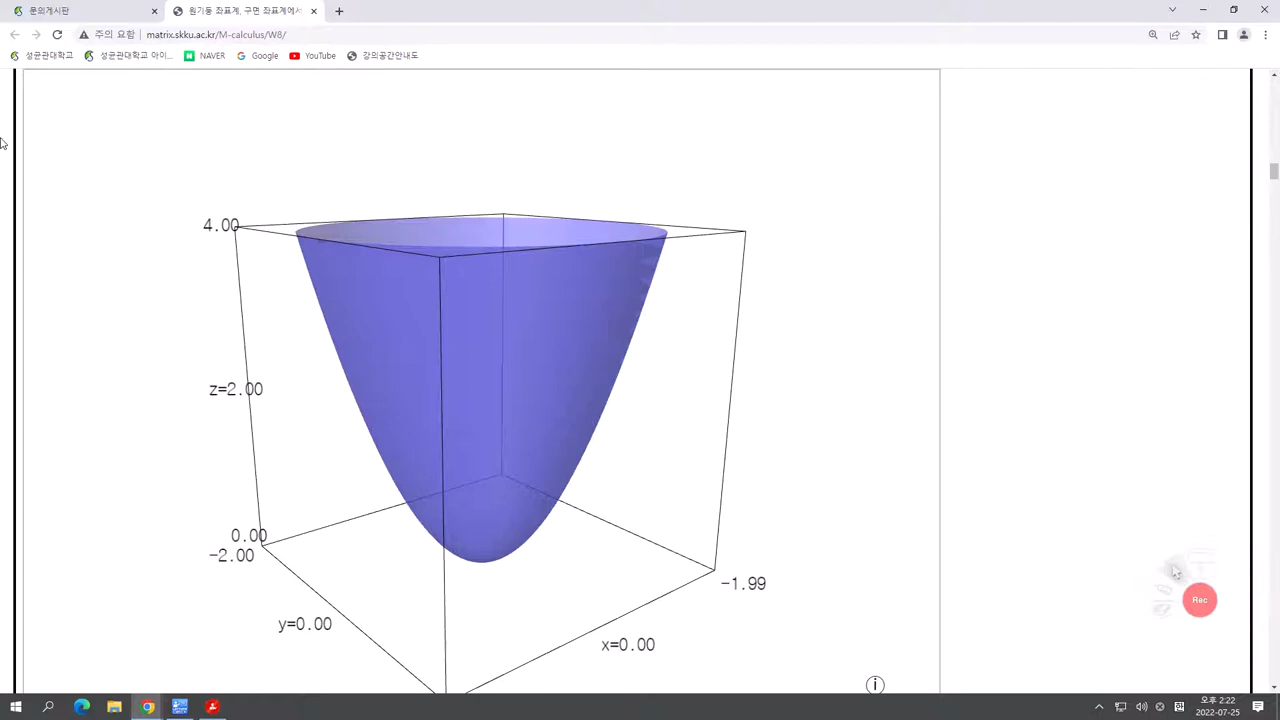 문의게시판
원기둥 좌표계, 구면 좌표계에서
주의 요함
matrix.skku.ac.kr/M-calculus/W8/
성균관대학교
성균관대학교 아이...
NAVER
Google
YouTube
강의공간안내도
4.00
z=2.00
0.00
-2.00
-1.99
y=0.00
x=0.00
Rec
오후 2:22
2022-07-25